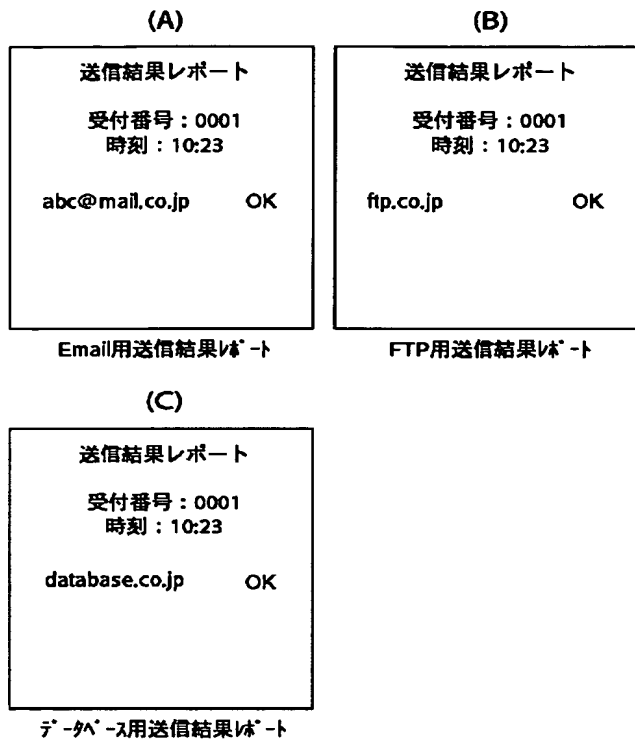 (A)
送信結果レポート
受付番号：0001
時刻：10:23
abc@mail.co.jp OK
Email用送信結果ﾚﾎﾟｰﾄ
(B)
送信結果レポート
受付番号：0001
時刻：10:23
ftp.co.jp OK
FTP用送信結果ﾚﾎﾟｰﾄ
(C)
送信結果レポート
受付番号：0001
時刻：10:23
database.co.jp OK
ﾃﾞｰﾀﾍﾞｰｽ用送信結果ﾚﾎﾟｰﾄ